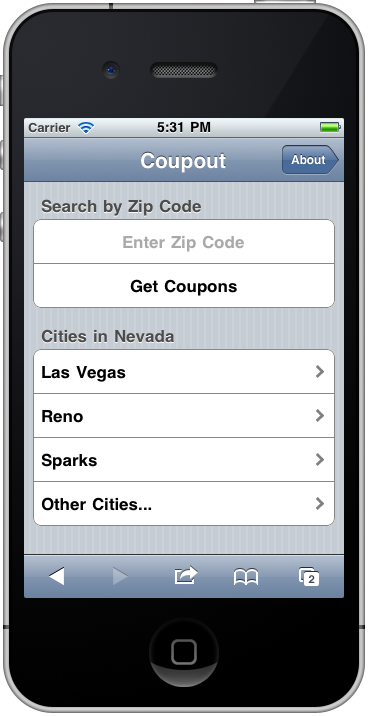 Carrier 5:31 PM
Coupout About
Search by Zip Code
Enter Zip Code
Get Coupons
Cities in Nevada
Las Vegas
Reno
Sparks
Other Cities...
2